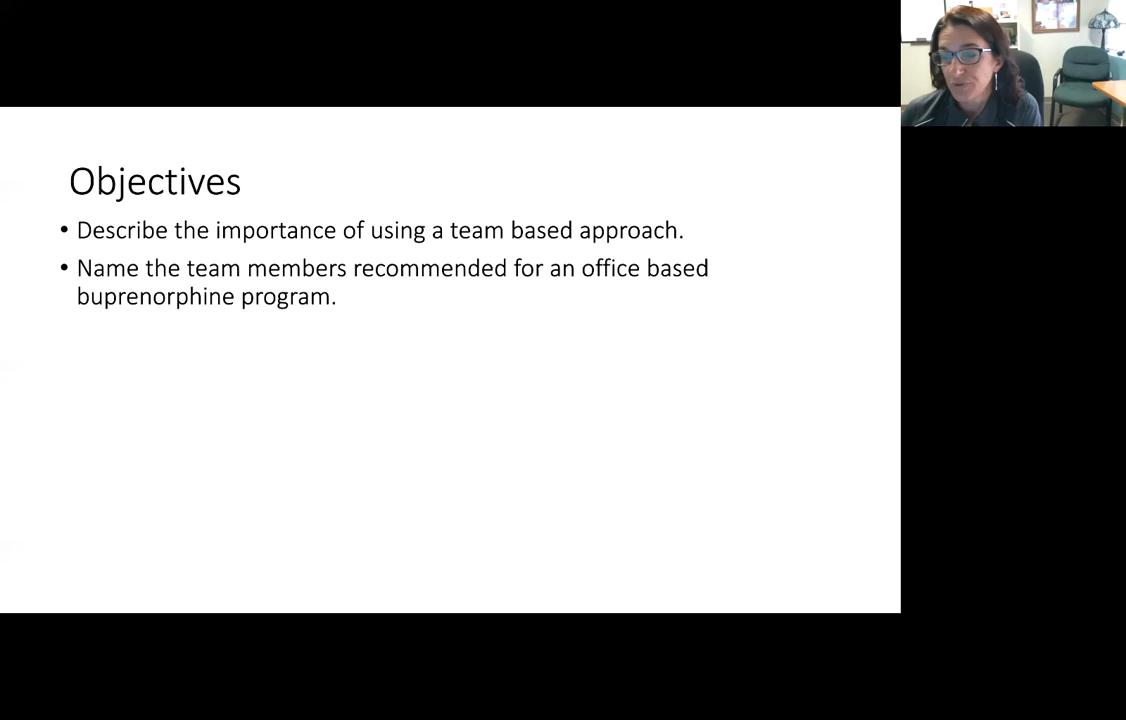 Objectives
• Describe the importance of using a team based approach.
• Name the team members recommended for an office based
buprenorphine program.